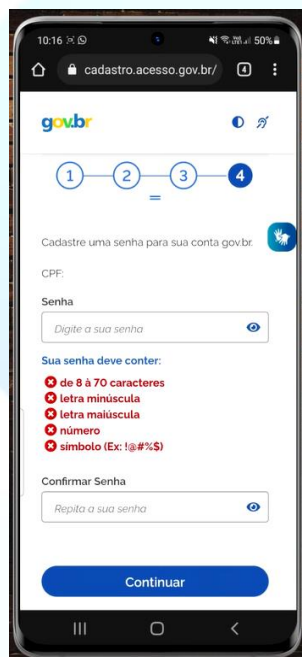 10:16 50%
cadastro.acesso.gov.br/ 4
gov.br
1 2 3 4
Cadastre uma senha para sua conta gov.br.
CPF:
Senha
Digite a sua senha
Sua senha deve conter:
de 8 à 70 caracteres
letra minúscula
letra maiúscula
número
símbolo (Ex: !@#%$)
Confirmar Senha
Repita a sua senha
Continuar